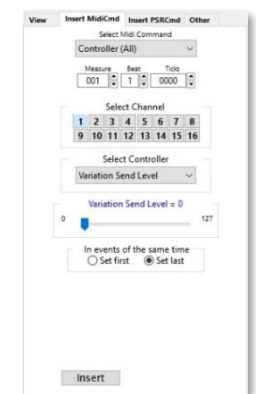 View Insert MidiCmd Insert PSRCmd Other
Select Midi Command
Controller (All)
Measure Beat Ticks
001 1 0000
Select Channel
1 2 3 4 5 6 7 8
9 10 11 12 13 14 15 16
Select Controller
Variation Send Level
Variation Send Level = 0
0 127
In events of the same time
Set first Set last
Insert